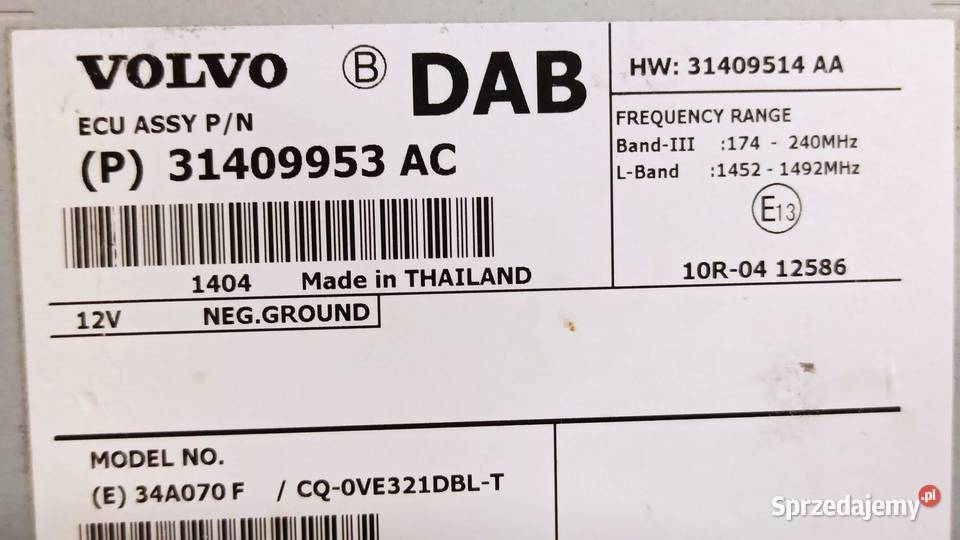 VOLVO Ⓑ DAB
ECU ASSY P/N
(P) 31409953 AC
1404 Made in THAILAND
12V NEG.GROUND
HW: 31409514 AA
FREQUENCY RANGE
Band-III :174 - 240MHz
L-Band :1452 - 1492MHz
E13
10R-04 12586
MODEL NO.
(E) 34A070 F / CQ-0VE321DBL-T
Sprzedajemy.pl